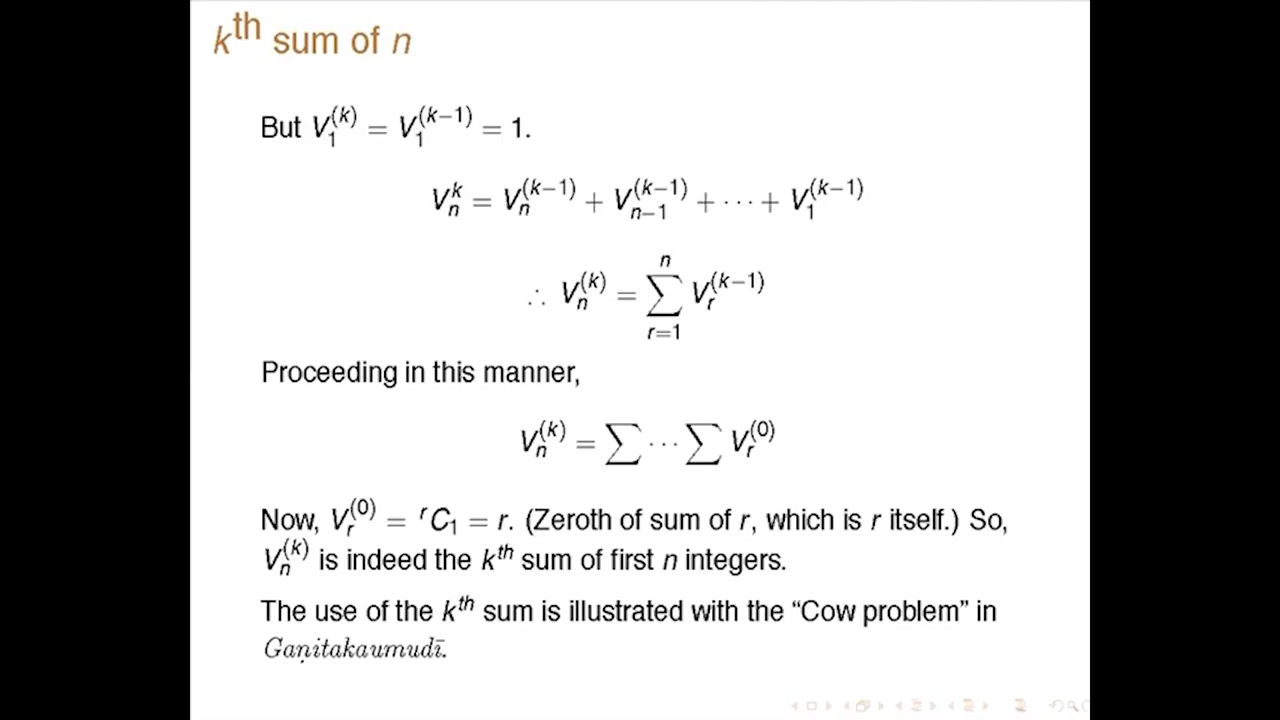 kᵗʰ sum of n
But V₁⁽ᵏ⁾ = V₁⁽ᵏ⁻¹⁾ = 1.
Vₙᵏ = Vₙ⁽ᵏ⁻¹⁾ + Vₙ₋₁⁽ᵏ⁻¹⁾ + ··· + V₁⁽ᵏ⁻¹⁾
∴ Vₙ⁽ᵏ⁾ = ∑_{r=1}^{n} Vᵣ⁽ᵏ⁻¹⁾
Proceeding in this manner,
Vₙ⁽ᵏ⁾ = ∑ ··· ∑ Vᵣ⁽⁰⁾
Now, Vᵣ⁽⁰⁾ = ʳC₁ = r. (Zeroth of sum of r, which is r itself.) So,
Vₙ⁽ᵏ⁾ is indeed the kᵗʰ sum of first n integers.
The use of the kᵗʰ sum is illustrated with the “Cow problem” in
Gaṇitakaumudī.